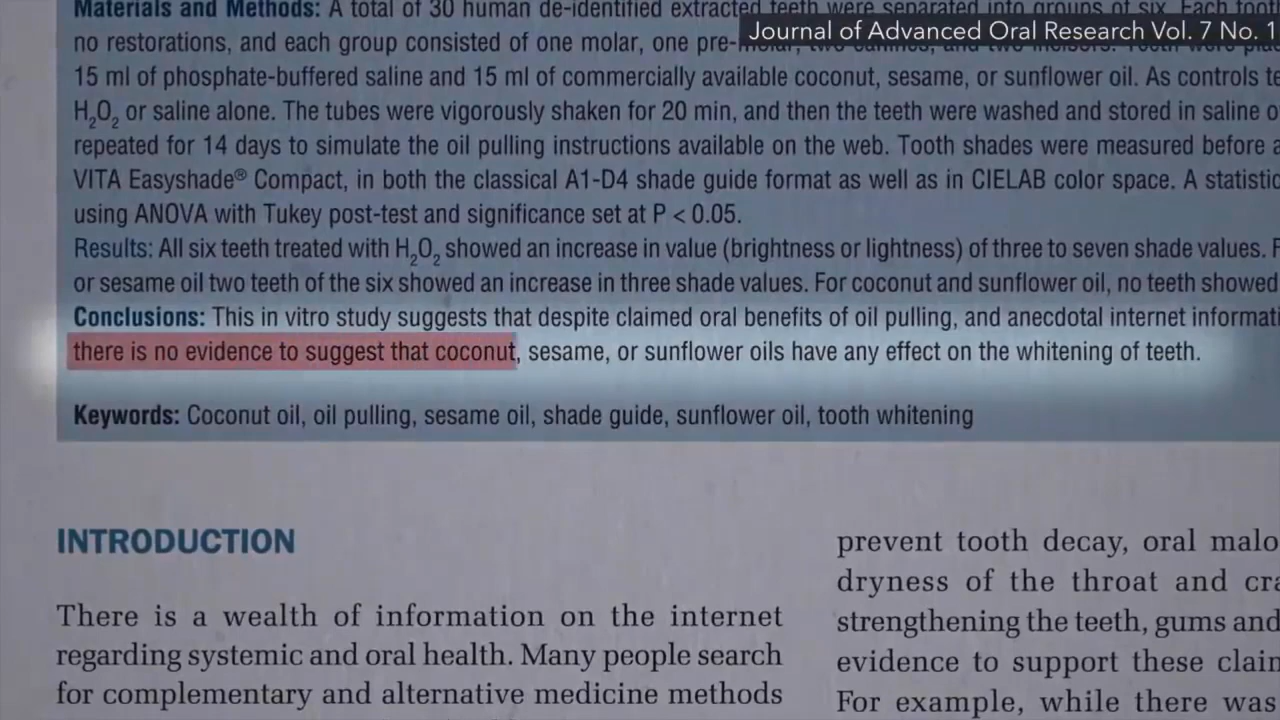 Materials and Methods: A total of 30 human de-identified extracted teeth were separated into groups of six. Each toot
Journal of Advanced Oral Research Vol. 7 No. 1
no restorations, and each group consisted of one molar, one pre-molar, two canines, and two incisors.
15 ml of phosphate-buffered saline and 15 ml of commercially available coconut, sesame, or sunflower oil. As controls te
H₂O₂ or saline alone. The tubes were vigorously shaken for 20 min, and then the teeth were washed and stored in saline o
repeated for 14 days to simulate the oil pulling instructions available on the web. Tooth shades were measured before a
VITA Easyshade® Compact, in both the classical A1-D4 shade guide format as well as in CIELAB color space. A statistic
using ANOVA with Tukey post-test and significance set at P < 0.05.
Results: All six teeth treated with H₂O₂ showed an increase in value (brightness or lightness) of three to seven shade values. F
or sesame oil two teeth of the six showed an increase in three shade values. For coconut and sunflower oil, no teeth showed
Conclusions: This in vitro study suggests that despite claimed oral benefits of oil pulling, and anecdotal internet informati
there is no evidence to suggest that coconut, sesame, or sunflower oils have any effect on the whitening of teeth.
Keywords: Coconut oil, oil pulling, sesame oil, shade guide, sunflower oil, tooth whitening
INTRODUCTION
There is a wealth of information on the internet
regarding systemic and oral health. Many people search
for complementary and alternative medicine methods
prevent tooth decay, oral malo
dryness of the throat and cra
strengthening the teeth, gums and
evidence to support these clain
For example, while there was